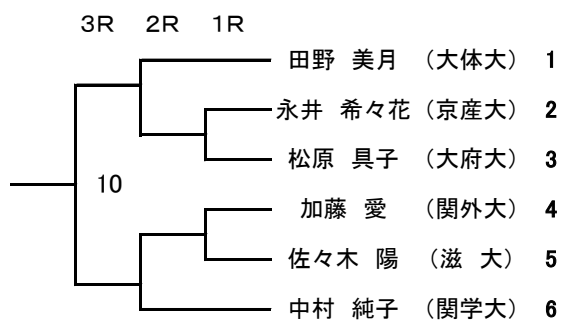 3R 2R 1R
田野 美月 (大体大) 1
永井 希々花 (京産大) 2
松原 具子 (大府大) 3
10
加藤 愛 (関外大) 4
佐々木 陽 (滋 大) 5
中村 純子 (関学大) 6